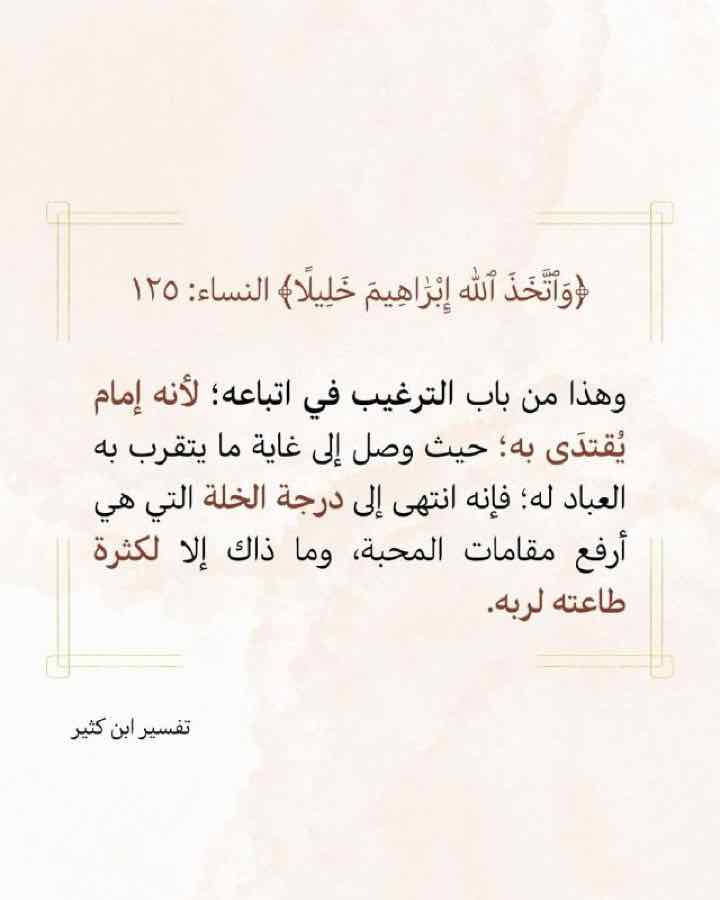 ﴿وَٱتَّخَذَ ٱللَّه إِبْرَٰاهِيمَ خَلِيلًا﴾ النساء: ١٢٥
وهذا من باب الترغيب في اتباعه؛ لأنه إمام
يُقتدَى به؛ حيث وصل إلى غاية ما يتقرب به
العباد له؛ فإنه انتهى إلى درجة الخلة التي هي
أرفع مقامات المحبة، وما ذاك إلا لكثرة
طاعته لربه.
تفسير ابن كثير